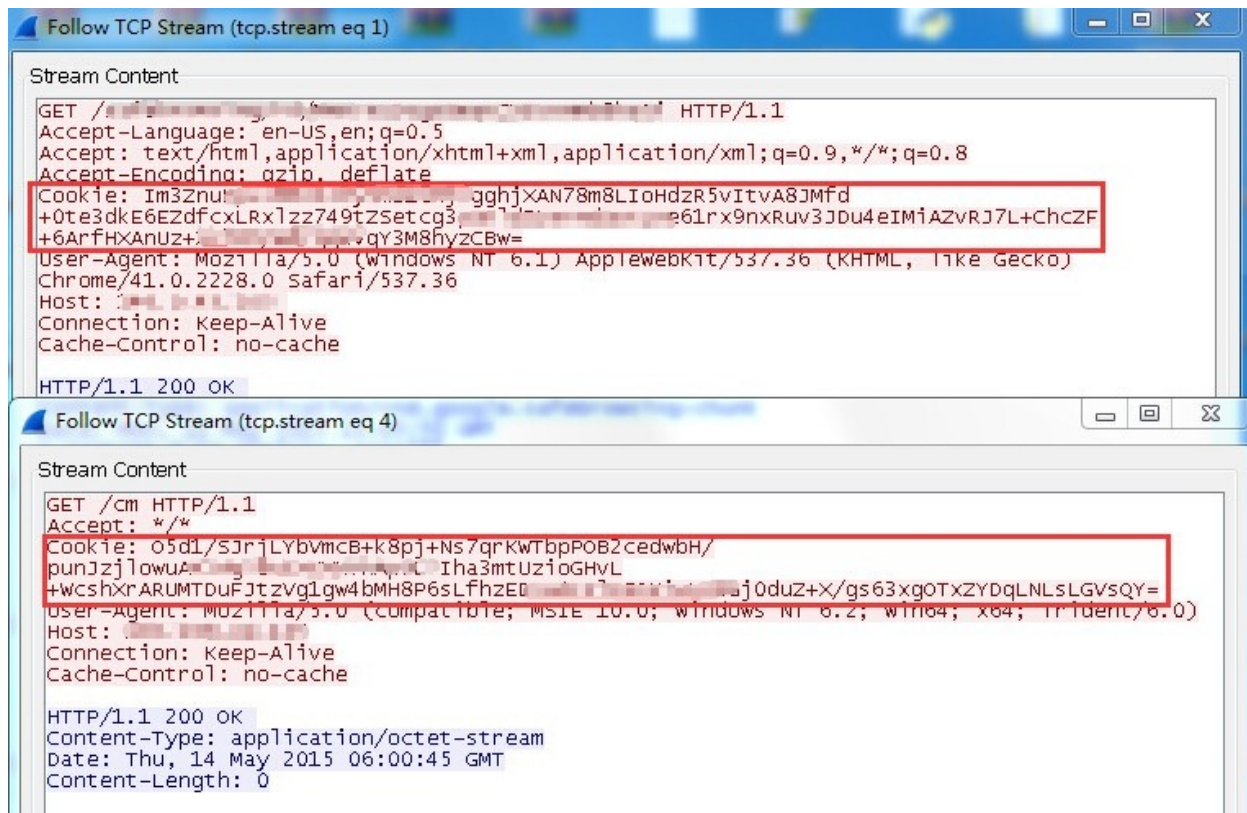 Follow TCP Stream (tcp.stream eq 1)
Stream Content
GET / HTTP/1.1
Accept-Language: en-US,en;q=0.5
Accept: text/html,application/xhtml+xml,application/xml;q=0.9,*/*;q=0.8
Accept-Encoding: gzip, deflate
Cookie: Im3Znu gghjXAN78m8LIoHdzR5vItvA8JMfd
+0te3dkE6EZdfcxLRxlzz749tZSetcg3 e61rx9nxRuv3JDu4eIMiAZvRJ7L+ChcZF
+6ArfHXAnUz+ qY3M8hyzCBw=
User-Agent: Mozilla/5.0 (Windows NT 6.1) AppleWebKit/537.36 (KHTML, like Gecko)
Chrome/41.0.2228.0 Safari/537.36
Host:
Connection: Keep-Alive
Cache-Control: no-cache
HTTP/1.1 200 OK
Follow TCP Stream (tcp.stream eq 4)
Stream Content
GET /cm HTTP/1.1
Accept: */*
Cookie: O5d1/SJrjLYbVmcB+k8pj+Ns7qrKwTbpPOB2cedwbH/
punJzjlowuA Iha3mtUzioGHvL
+WcshXrARUMTDuFJtzVg1gw4bMH8P6sLfhzED j0duZ+X/gs63xgOTxZYDqLNLsLGVsQY=
User-Agent: Mozilla/5.0 (compatible; MSIE 10.0; Windows NT 6.2; Win64; x64; Trident/6.0)
Host:
Connection: Keep-Alive
Cache-Control: no-cache
HTTP/1.1 200 OK
Content-Type: application/octet-stream
Date: Thu, 14 May 2015 06:00:45 GMT
Content-Length: 0